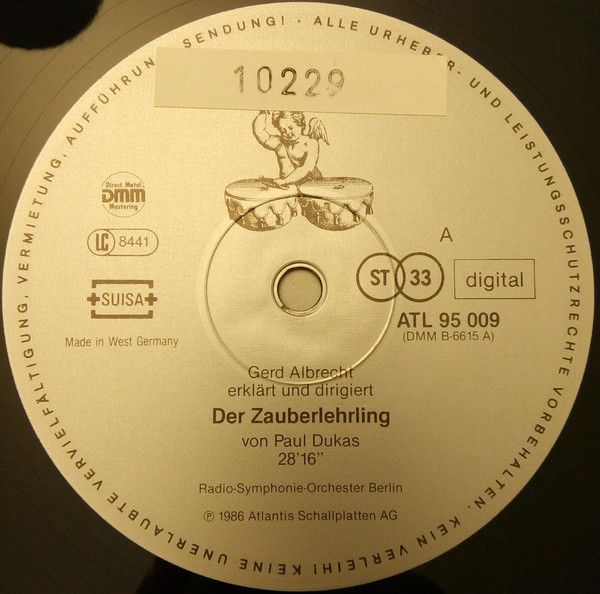 10229
Direct Metal
DMM
Mastering
LC 8441
SUISA
Made in West Germany
A
ST 33
digital
ATL 95 009
(DMM B-6615 A)
Gerd Albrecht
erklärt und dirigiert
Der Zauberlehrling
von Paul Dukas
28'16"
Radio-Symphonie-Orchester Berlin
℗ 1986 Atlantis Schallplatten AG
ALLE URHEBER- UND LEISTUNGSSCHUTZRECHTE VORBEHALTEN. KEIN VERLEIH! KEINE UNERLAUBTE VERVIELFÄLTIGUNG, VERMIETUNG, AUFFÜHRUN SENDUNG! ·